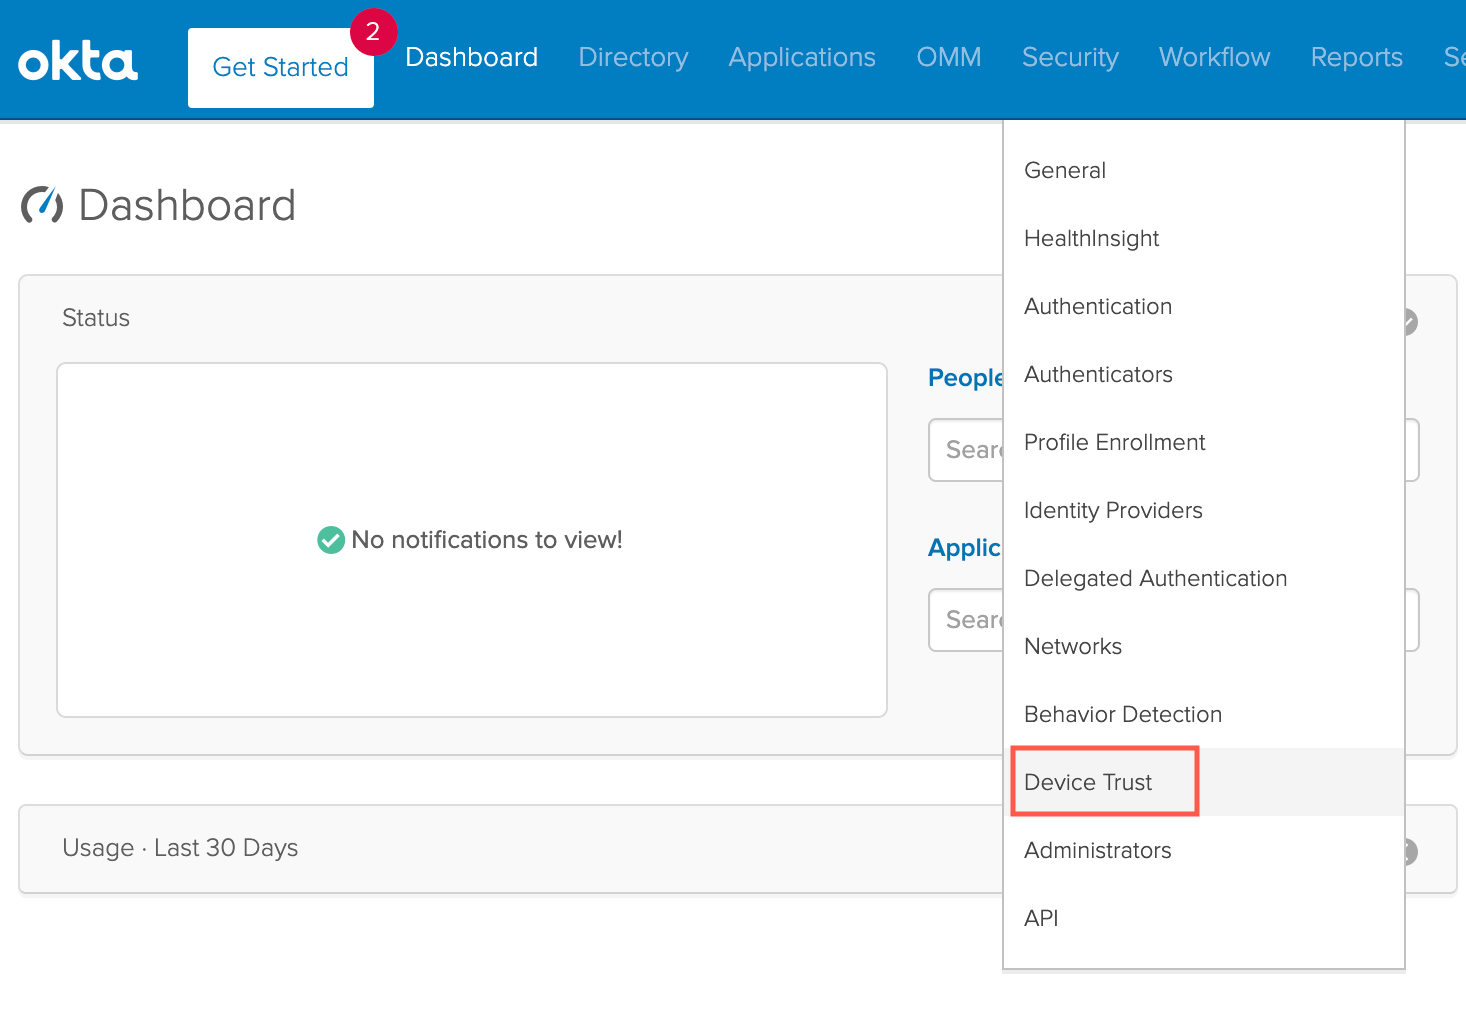 okta
Get Started
2
Dashboard
Directory
Applications
OMM
Security
Workflow
Reports
Dashboard
Status
No notifications to view!
People
Sear
Applic
Sear
Usage · Last 30 Days
General
HealthInsight
Authentication
Authenticators
Profile Enrollment
Identity Providers
Delegated Authentication
Networks
Behavior Detection
Device Trust
Administrators
API